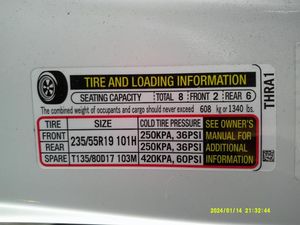 TIRE AND LOADING INFORMATION
SEATING CAPACITY TOTAL 8 FRONT 2 REAR 6
The combined weight of occupants and cargo should never exceed 608 kg or 1340 lbs.
THRA1
TIRE SIZE COLD TIRE PRESSURE SEE OWNER'S
FRONT 235/55R19 101H 250KPA, 36PSI MANUAL FOR
REAR 250KPA, 36PSI ADDITIONAL
SPARE T135/80D17 103M 420KPA, 60PSI INFORMATION
2024/01/14 21:32:44